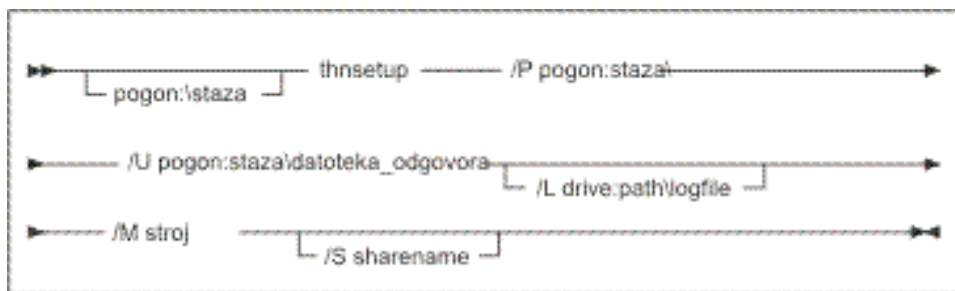 thnsetup /P pogon:staza\
pogon:\staza
/U pogon:staza\datoteka_odgovora
/L drive:path\logfile
/M stroj
/S sharename